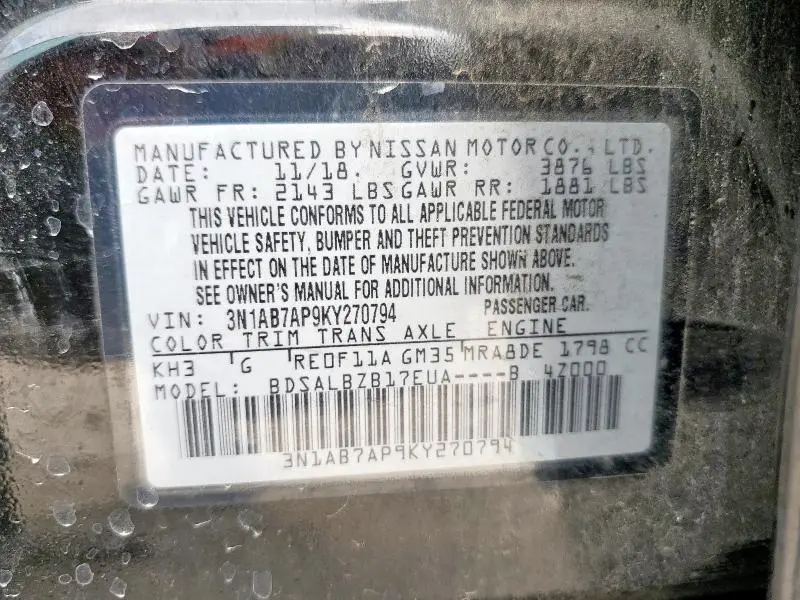 MANUFACTURED BY NISSAN MOTOR CO., LTD.
DATE: 11/18. GVWR: 3876 LBS
GAWR FR: 2143 LBS GAWR RR: 1881 LBS
THIS VEHICLE CONFORMS TO ALL APPLICABLE FEDERAL MOTOR
VEHICLE SAFETY, BUMPER AND THEFT PREVENTION STANDARDS
IN EFFECT ON THE DATE OF MANUFACTURE SHOWN ABOVE.
SEE OWNER'S MANUAL FOR ADDITIONAL INFORMATION.
VIN: 3N1AB7AP9KY270794 PASSENGER CAR.
COLOR TRIM TRANS AXLE ENGINE
KH3 G RE0F11A GM35 MRA8DE 1798 CC
MODEL: BDSALBZB17EUA----B 4Z000
3N1AB7AP9KY270794